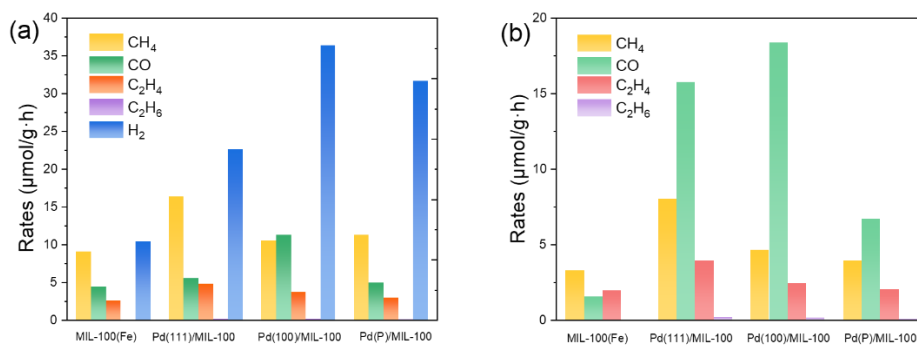 (a)
CH₄
CO
C₂H₄
C₂H₆
H₂
Rates (μmol/g·h)
40
35
30
25
20
15
10
5
0
MIL-100(Fe) Pd(111)/MIL-100 Pd(100)/MIL-100 Pd(P)/MIL-100
(b)
CH₄
CO
C₂H₄
C₂H₆
Rates (μmol/g·h)
20
15
10
5
0
MIL-100(Fe) Pd(111)/MIL-100 Pd(100)/MIL-100 Pd(P)/MIL-100